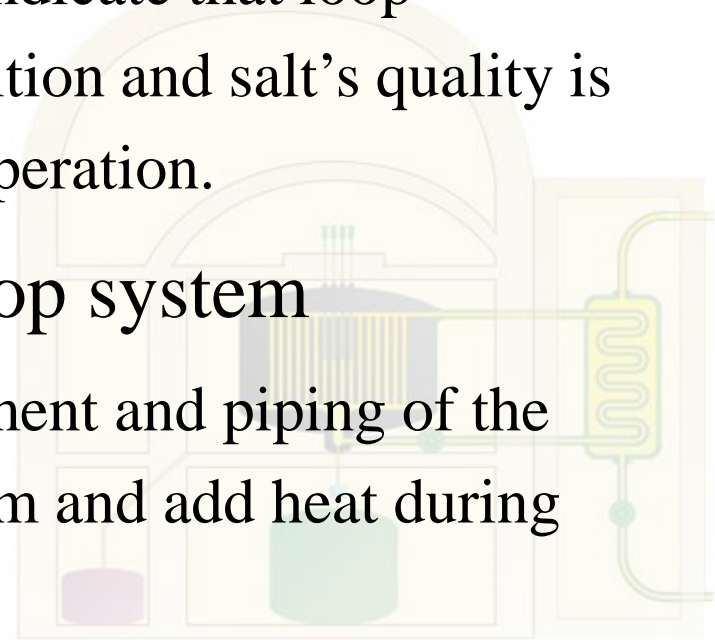 ndicate that loop
ition and salt’s quality is
peration.
op system
nent and piping of the
m and add heat during